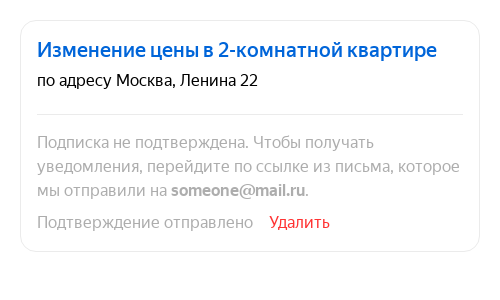 Изменение цены в 2-комнатной квартире
по адресу Москва, Ленина 22
Подписка не подтверждена. Чтобы получать
уведомления, перейдите по ссылке из письма, которое
мы отправили на someone@mail.ru.
Подтверждение отправлено Удалить